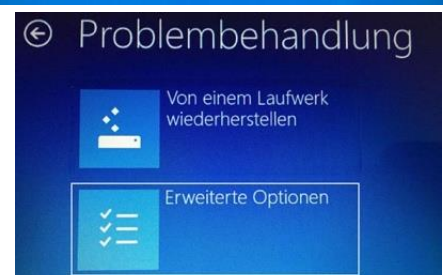 Problembehandlung
Von einem Laufwerk
wiederherstellen
Erweiterte Optionen